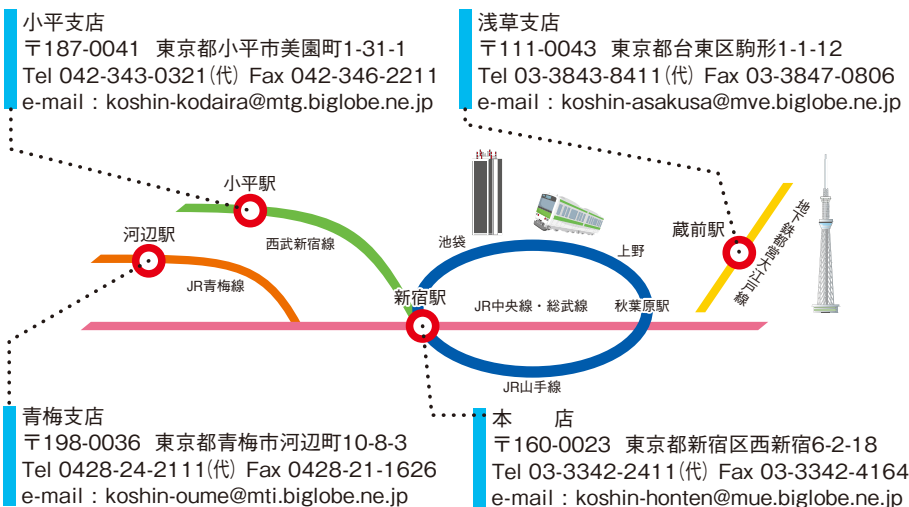 小平支店
〒187-0041 東京都小平市美園町1-31-1
Tel 042-343-0321(代) Fax 042-346-2211
e-mail : koshin-kodaira@mtg.biglobe.ne.jp
浅草支店
〒111-0043 東京都台東区駒形1-1-12
Tel 03-3843-8411(代) Fax 03-3847-0806
e-mail : koshin-asakusa@mve.biglobe.ne.jp
小平駅
河辺駅
西武新宿線
JR青梅線
池袋
上野
蔵前駅
地下鉄都営大江戸線
新宿駅
JR中央線・総武線
秋葉原駅
JR山手線
青梅支店
〒198-0036 東京都青梅市河辺町10-8-3
Tel 0428-24-2111(代) Fax 0428-21-1626
e-mail : koshin-oume@mti.biglobe.ne.jp
本　店
〒160-0023 東京都新宿区西新宿6-2-18
Tel 03-3342-2411(代) Fax 03-3342-4164
e-mail : koshin-honten@mue.biglobe.ne.jp